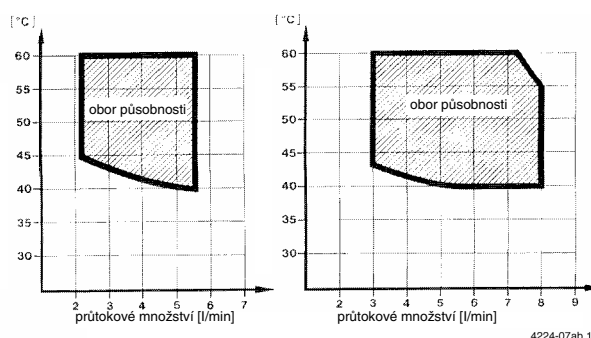 [°C]
60
55
50
45
40
35
30
obor působnosti
2 3 4 5 6 7
průtokové množství [l/min]
[°C]
60
55
50
45
40
35
30
obor působnosti
3 4 5 6 7 8 9
průtokové množství [l/min]
4224-07ab.1